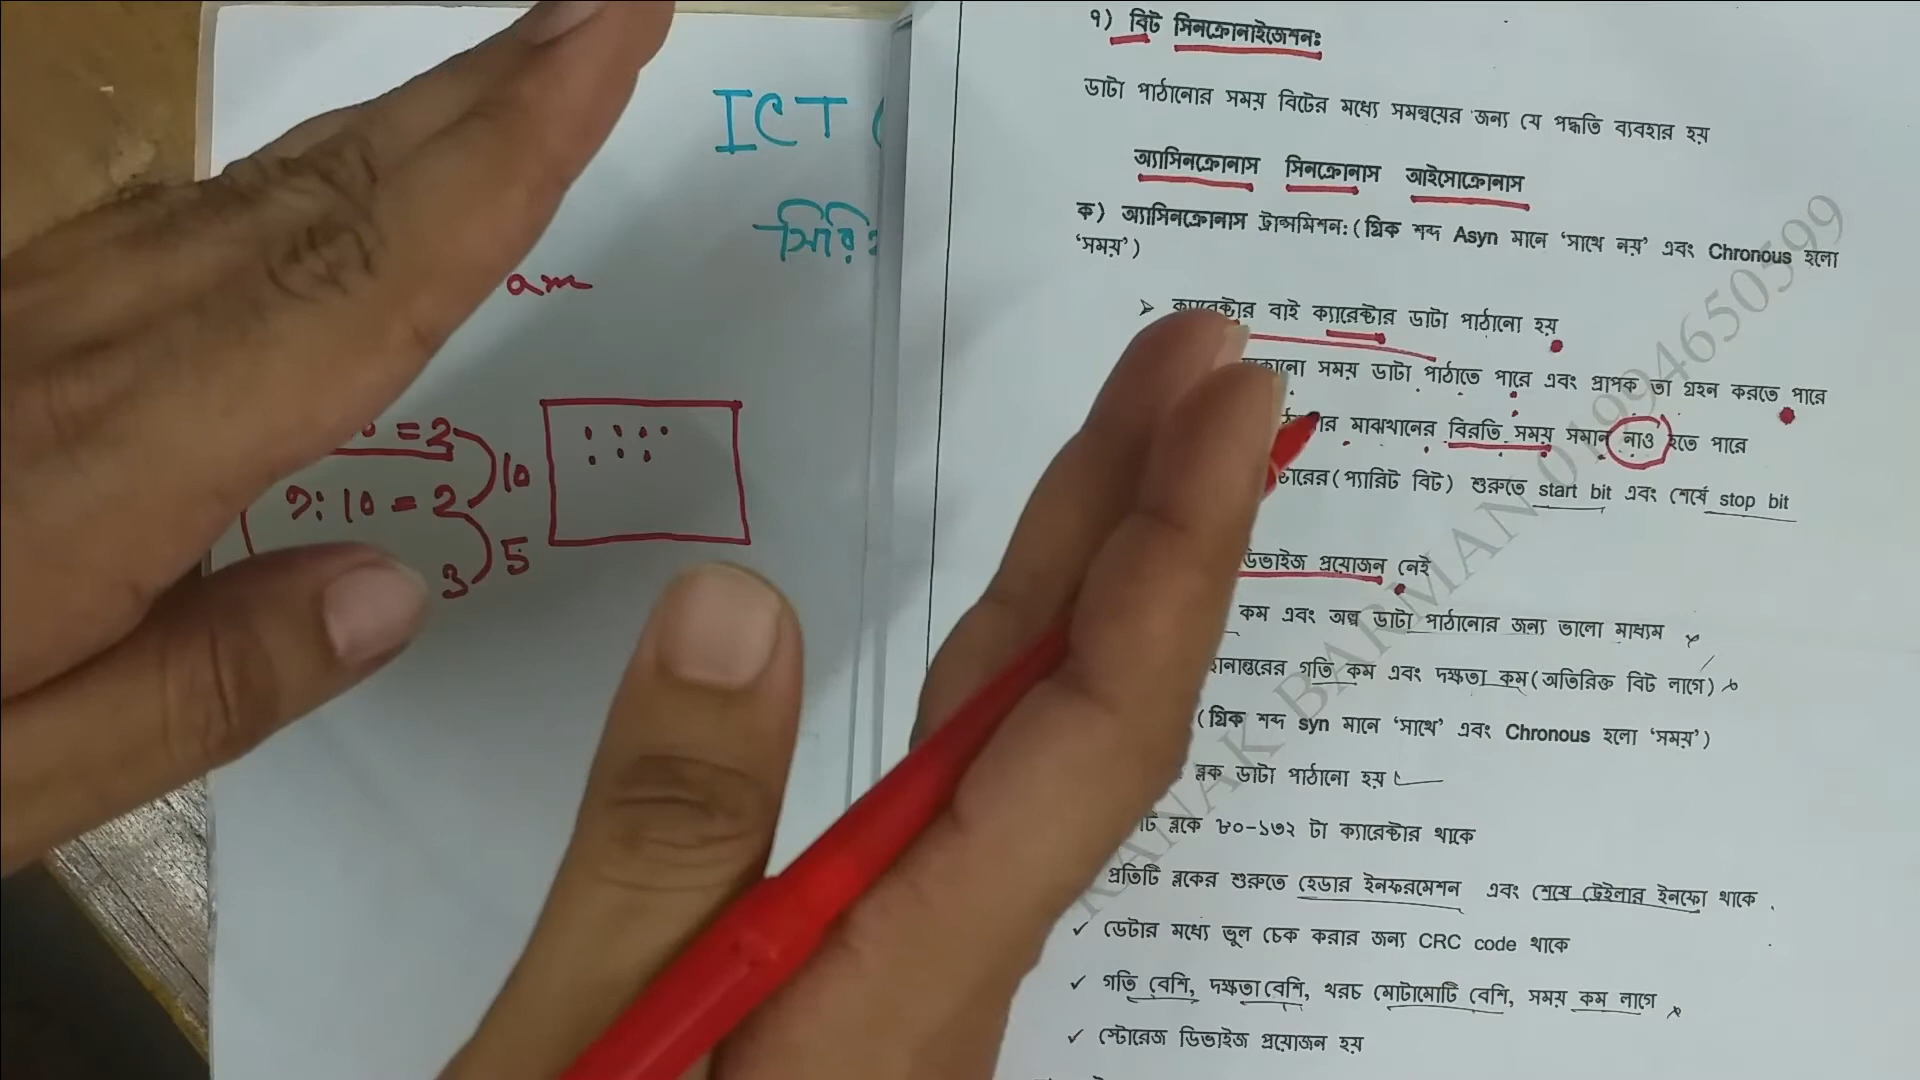 ICT (
সিরি
am
= 2
10
9:10 = 2
5
3
৭) বিট সিনক্রোনাইজেশনঃ
ডাটা পাঠানোর সময় বিটের মধ্যে সমন্বয়ের জন্য যে পদ্ধতি ব্যবহার হয়
অ্যাসিনক্রোনাস সিনক্রোনাস আইসোক্রোনাস
ক) অ্যাসিনক্রোনাস ট্রান্সমিশন:(গ্রিক শব্দ Asyn মানে ‘সাথে নয়’ এবং Chronous হলো
‘সময়’)
➢ ক্যারেক্টার বাই ক্যারেক্টার ডাটা পাঠানো হয়
সময় ডাটা পাঠাতে পারে এবং প্রাপক তা গ্রহন করতে পারে
মাঝখানের বিরতি সময় সমান নাও হতে পারে
(প্যারিট বিট) শুরুতে start bit এবং শেষে stop bit
ডিভাইজ প্রয়োজন নেই
কম এবং অল্প ডাটা পাঠানোর জন্য ভালো মাধ্যম
গতি কম এবং দক্ষতা কম(অতিরিক্ত বিট লাগে)
(গ্রিক শব্দ syn মানে ‘সাথে’ এবং Chronous হলো ‘সময়’)
ব্লক ডাটা পাঠানো হয়
ব্লকে ৮০-১৩২ টা ক্যারেক্টার থাকে
প্রতিটি ব্লকের শুরুতে হেডার ইনফরমেশন এবং শেষে ট্রেইলার ইনফো থাকে .
✓ ডেটার মধ্যে ভূল চেক করার জন্য CRC code থাকে
✓ গতি বেশি, দক্ষতা বেশি, খরচ মোটামোটি বেশি, সময় কম লাগে
✓ স্টোরেজ ডিভাইজ প্রয়োজন হয়
KANAK BARMAN 01994650599